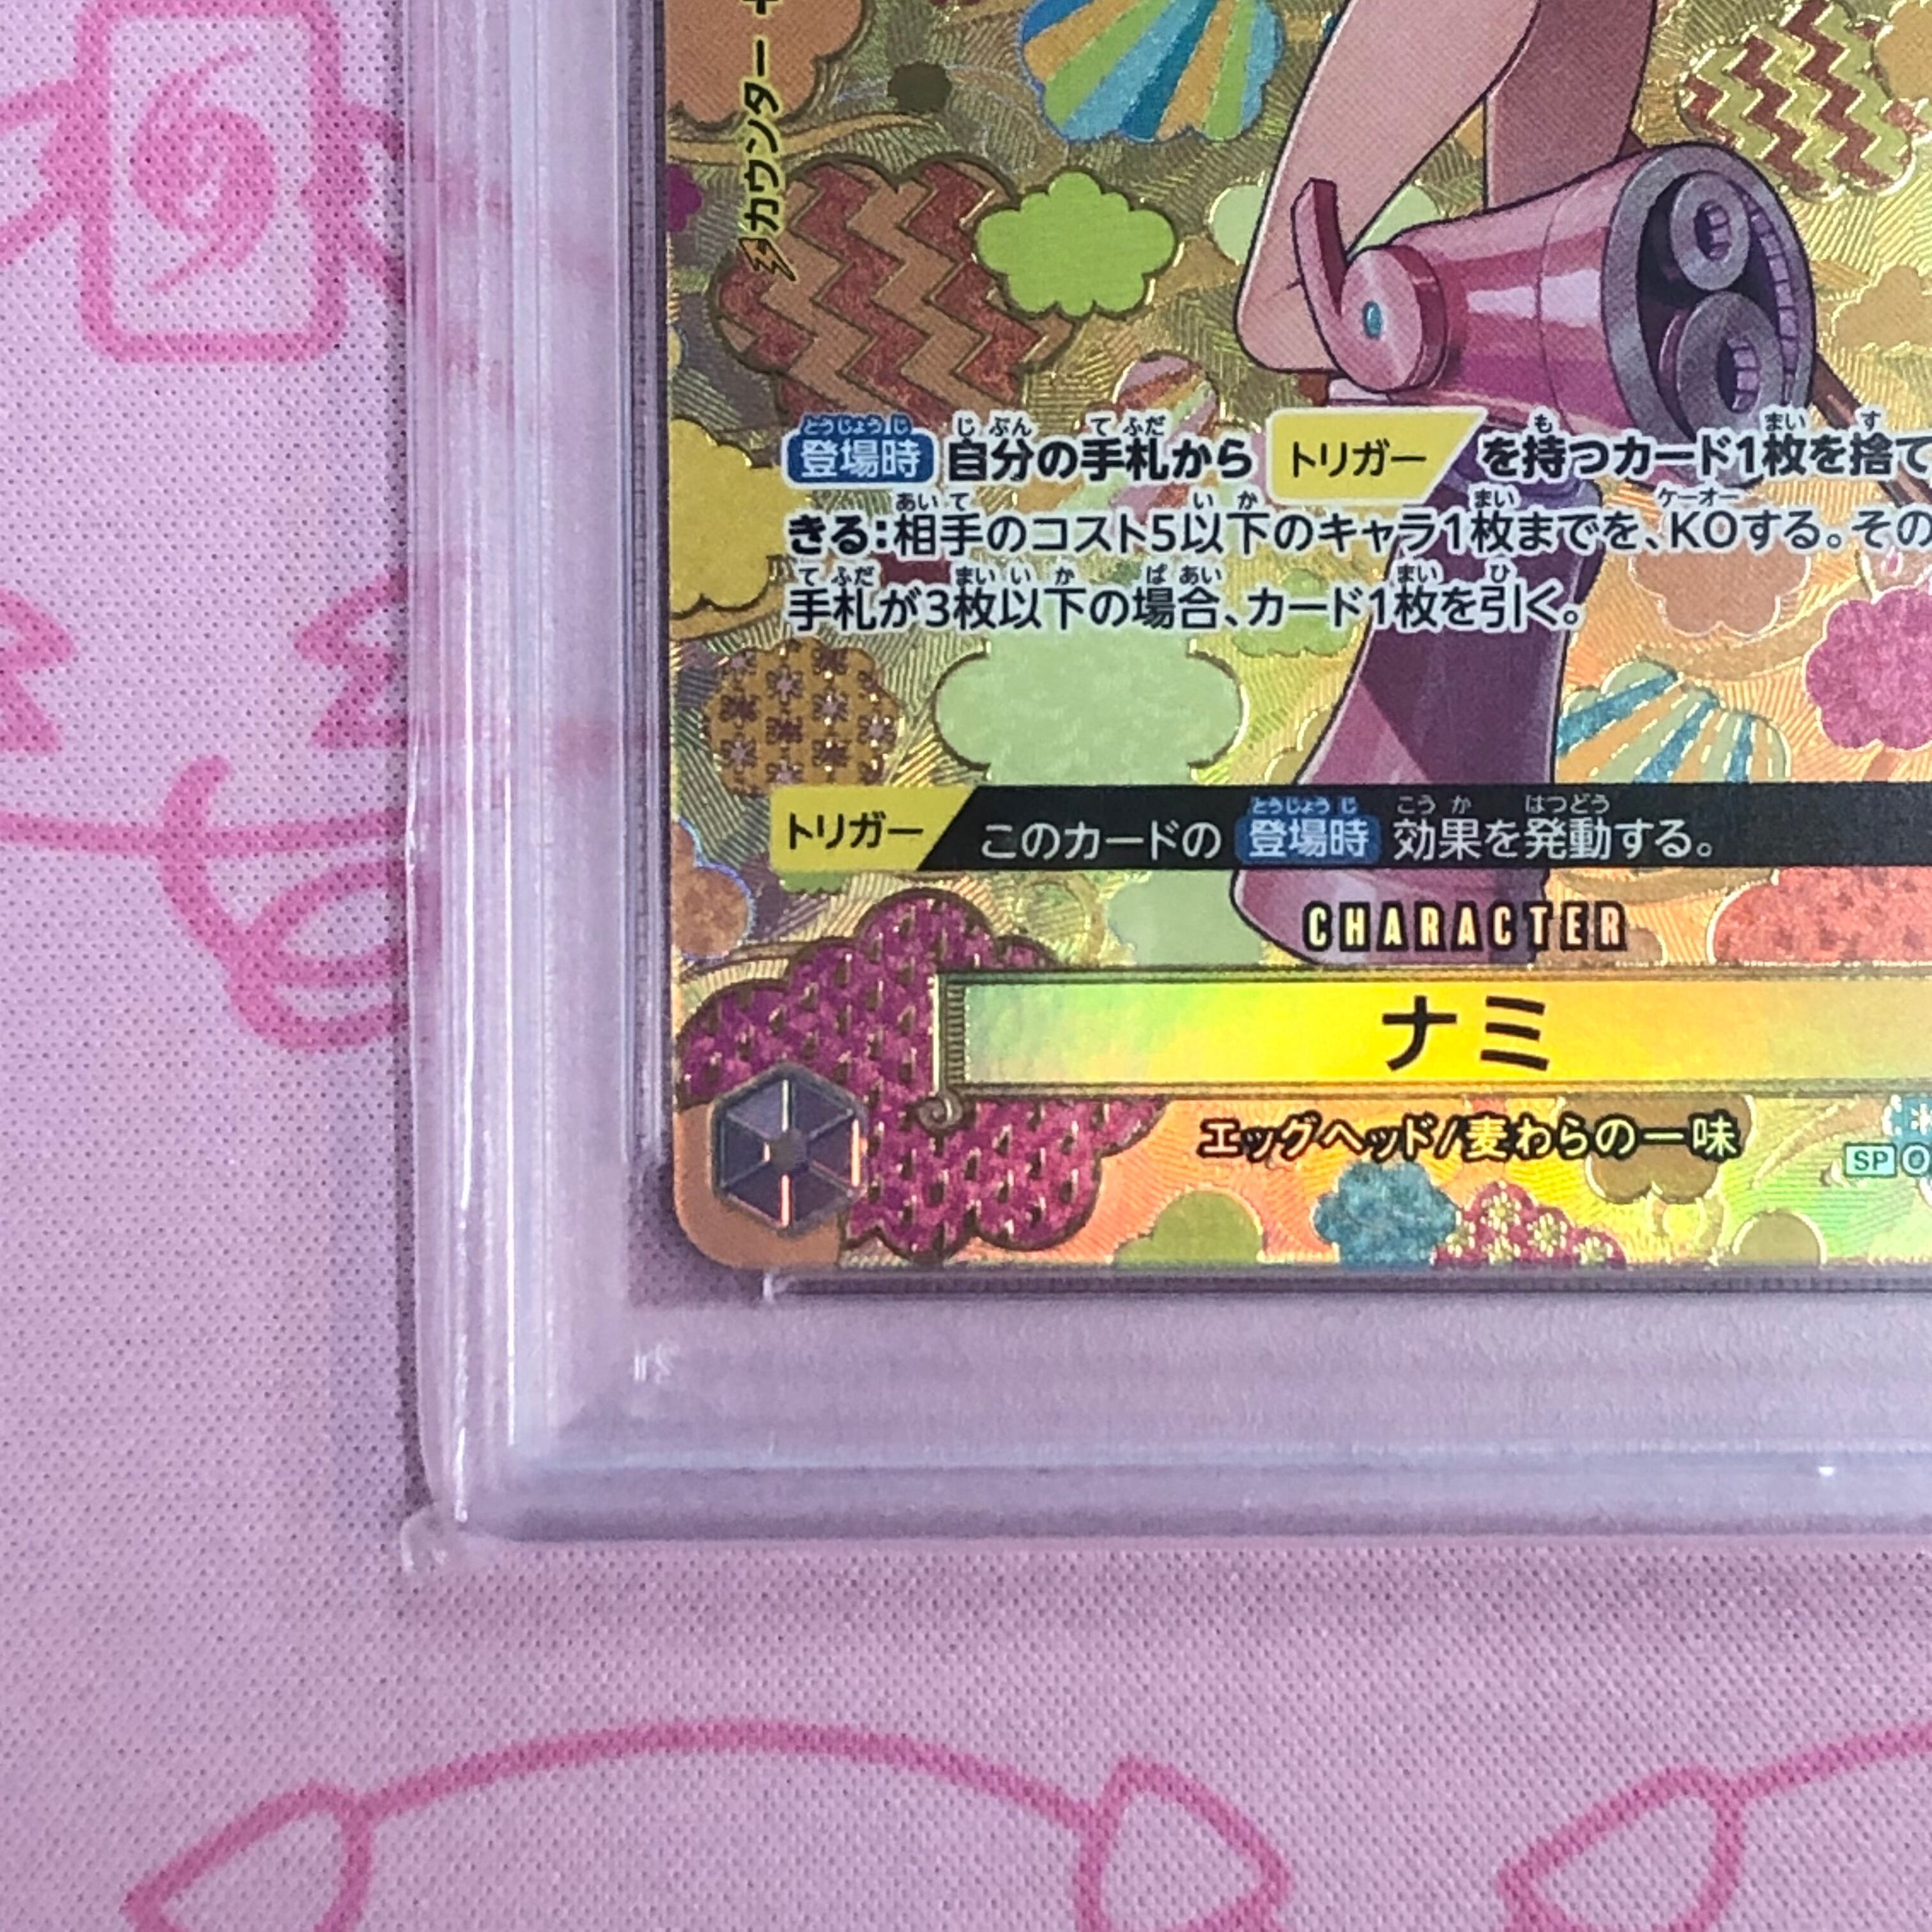 カウンター
登場時 自分の手札から トリガー を持つカード1枚を捨て
きる:相手のコスト5以下のキャラ1枚までを、KOする。その
手札が3枚以下の場合、カード1枚を引く。
トリガー このカードの 登場時 効果を発動する。
CHARACTER
ナミ
エッグヘッド/麦わらの一味
SP